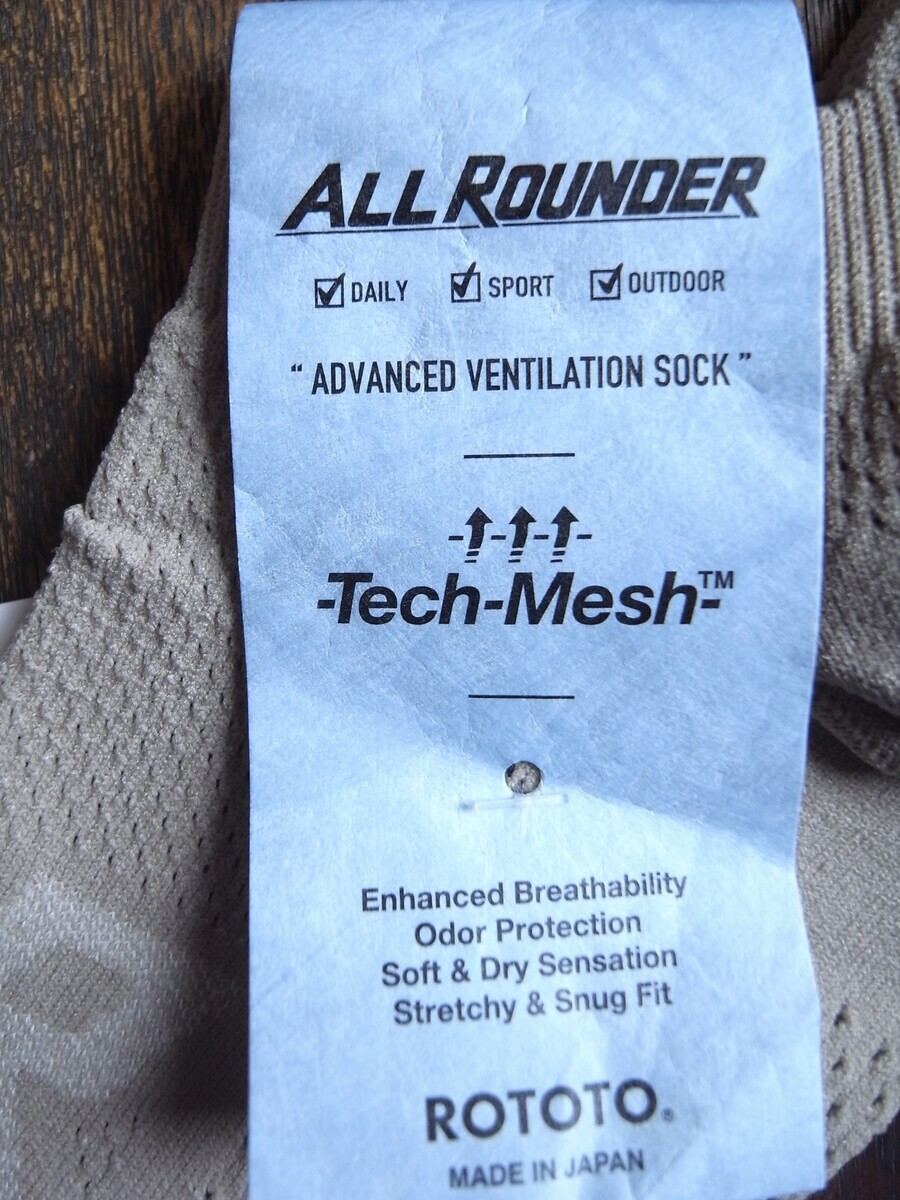 ALL ROUNDER
DAILY SPORT OUTDOOR
“ ADVANCED VENTILATION SOCK ”
-Tech-Mesh-™
Enhanced Breathability
Odor Protection
Soft & Dry Sensation
Stretchy & Snug Fit
ROTOTO®
MADE IN JAPAN